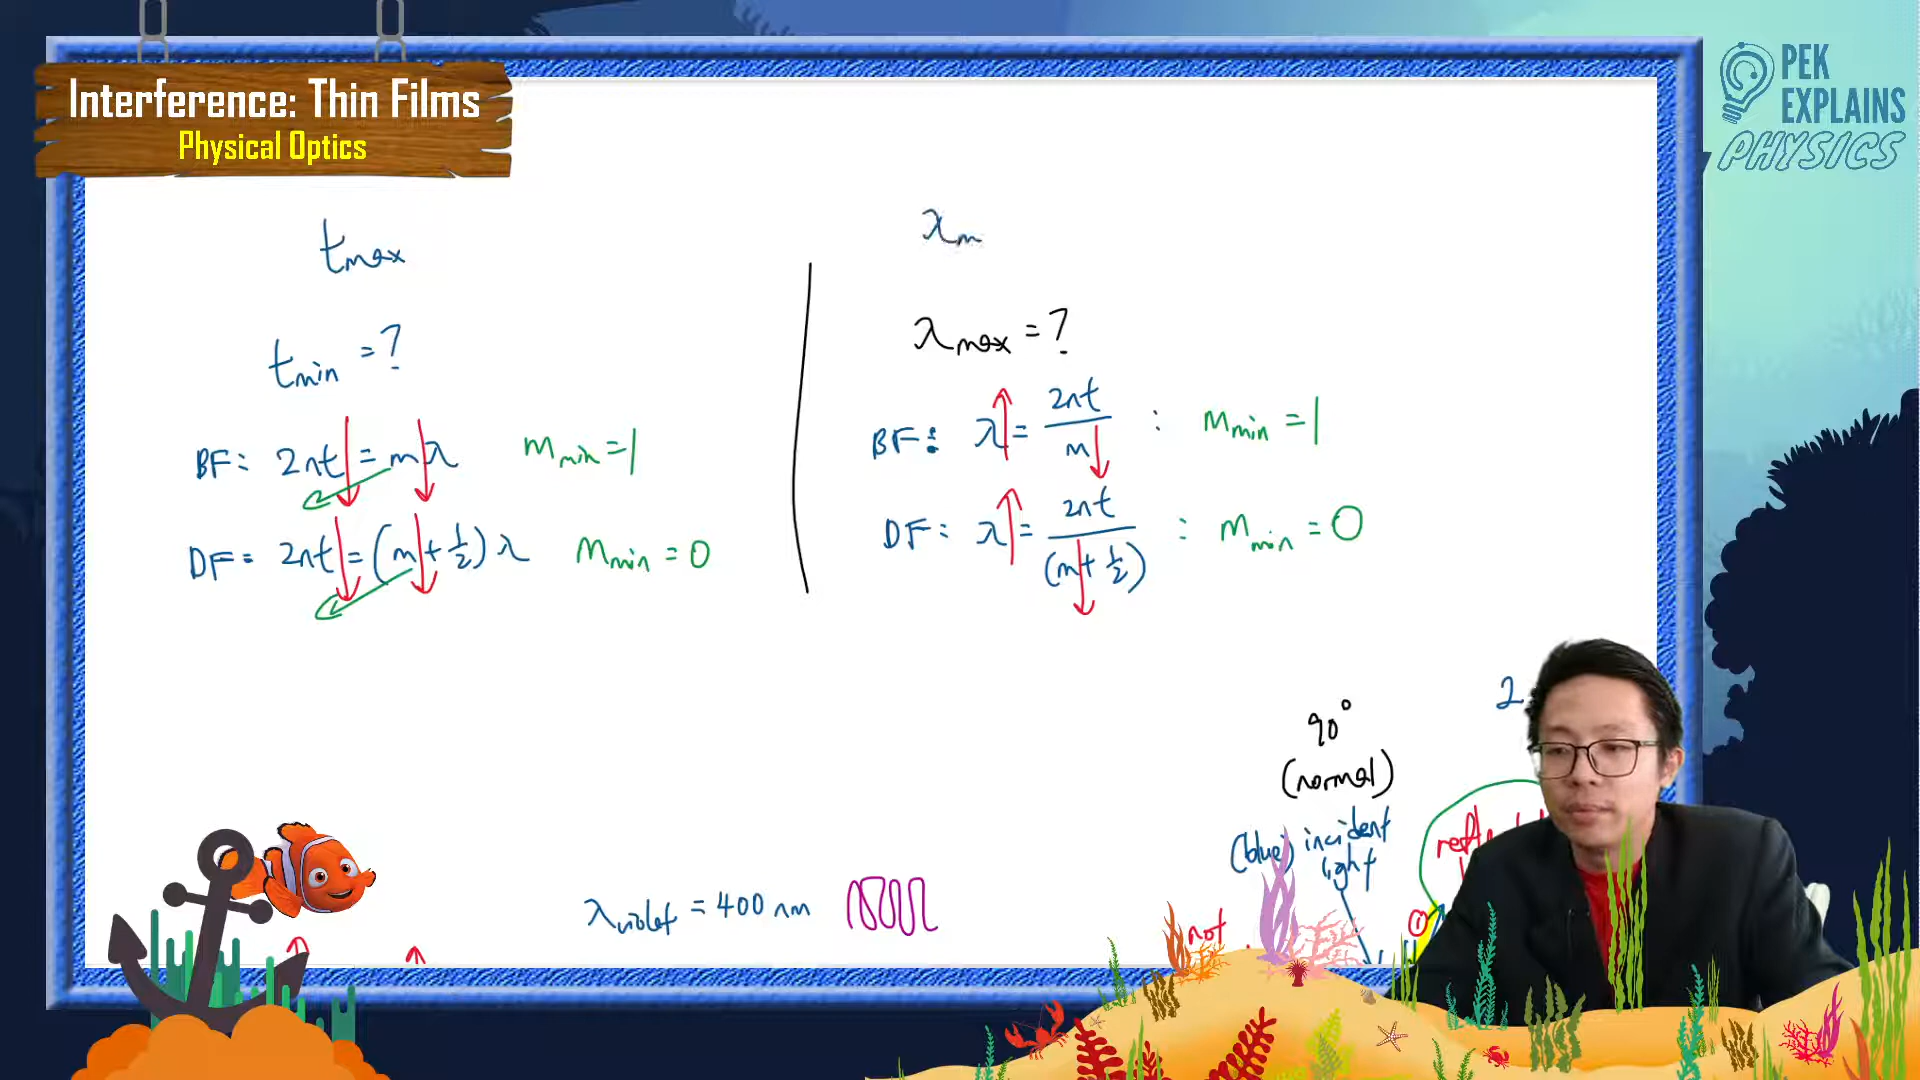 Interference: Thin Films
Physical Optics
PEK
EXPLAINS
PHYSICS
tmax
tmin = ?
BF: 2nt = mλ mmin = 1
DF: 2nt = (m + 1/2) λ mmin = 0
λm
λmax = ?
BF: λ = 2nt/m : mmin = 1
DF: λ = 2nt/(m + 1/2) : mmin = 0
2
90°
(normal)
(blue) incident
light
λviolet = 400 nm
not
1